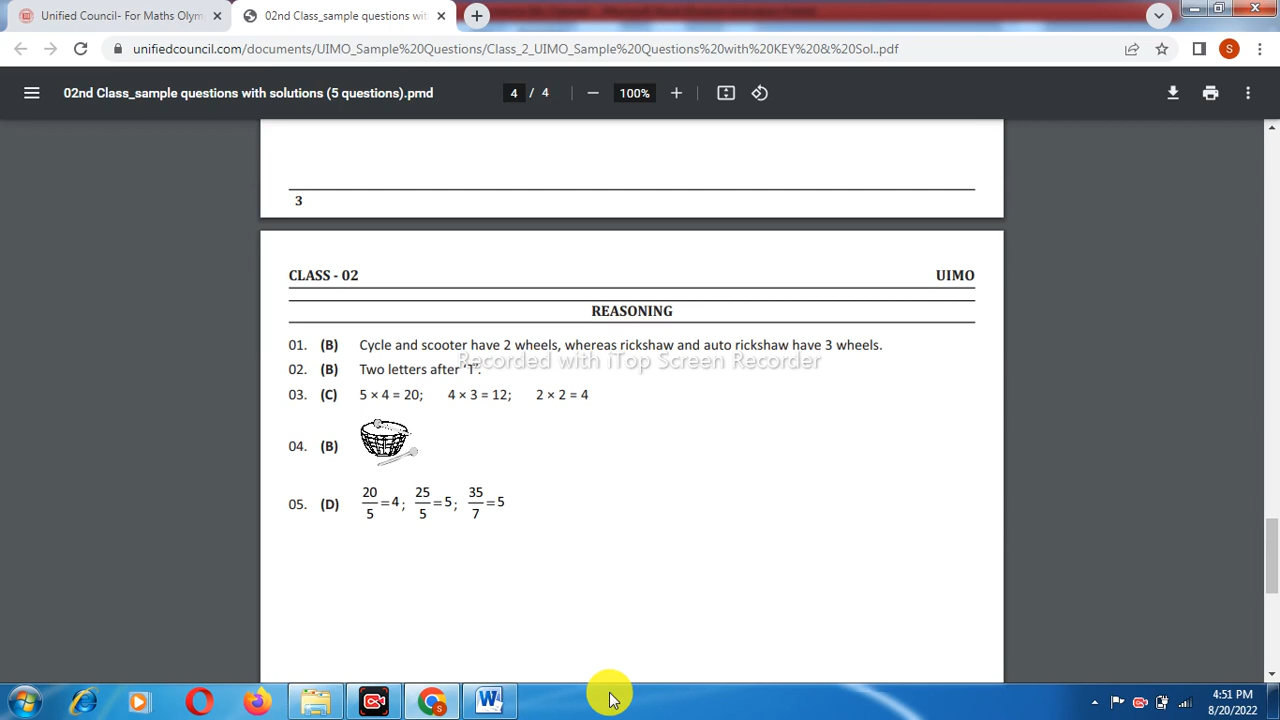 Unified Council- For Maths Olym
02nd Class_sample questions wit
unifiedcouncil.com/documents/UIMO_Sample%20Questions/Class_2_UIMO_Sample%20Questions%20with%20KEY%20&%20Sol..pdf
S
02nd Class_sample questions with solutions (5 questions).pmd
4 / 4
100%
3
CLASS - 02 UIMO
REASONING
01. (B) Cycle and scooter have 2 wheels, whereas rickshaw and auto rickshaw have 3 wheels.
Recorded with iTop Screen Recorder
02. (B) Two letters after ‘T’.
03. (C) 5 × 4 = 20; 4 × 3 = 12; 2 × 2 = 4
04. (B)
05. (D) 20/5 = 4; 25/5 = 5; 35/7 = 5
4:51 PM
8/20/2022